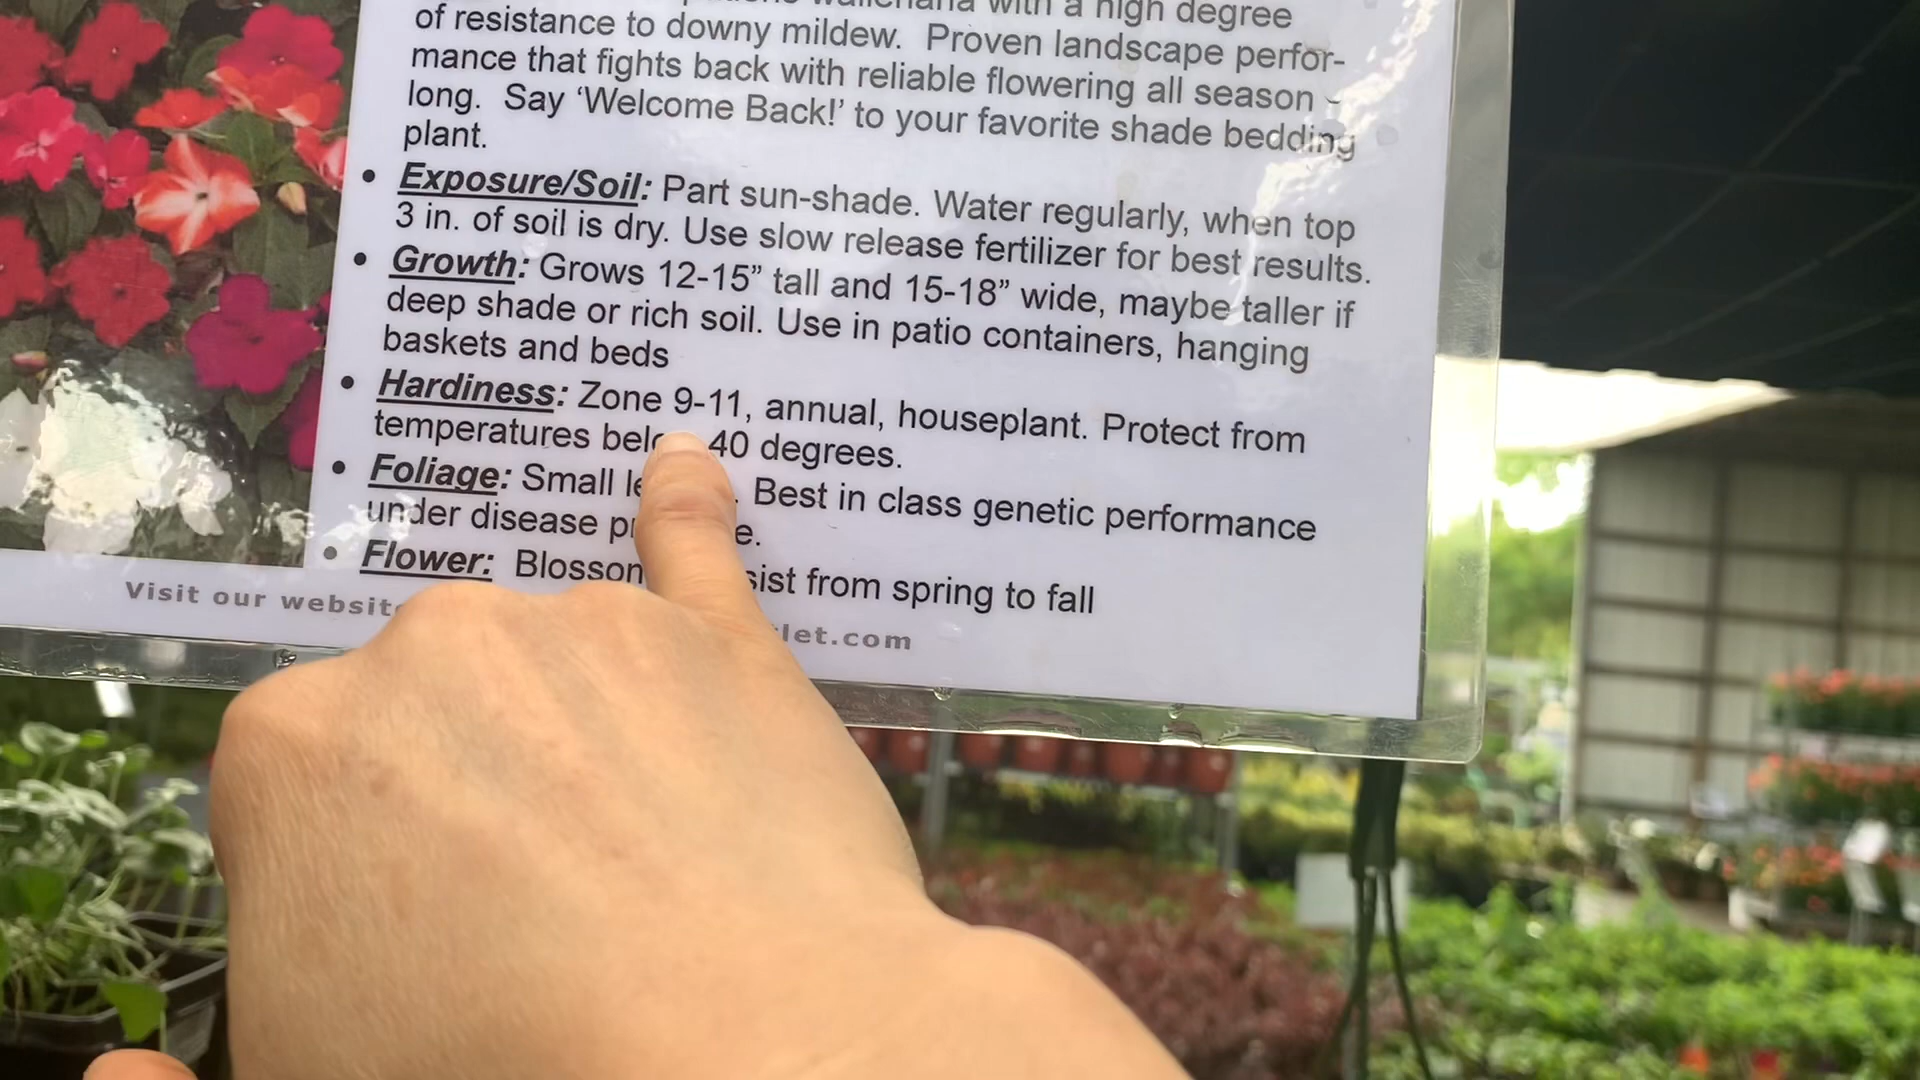 with a high degree
of resistance to downy mildew. Proven landscape perfor-
mance that fights back with reliable flowering all season -
long. Say ‘Welcome Back!’ to your favorite shade bedding
plant.
• Exposure/Soil: Part sun-shade. Water regularly, when top
3 in. of soil is dry. Use slow release fertilizer for best results.
• Growth: Grows 12-15” tall and 15-18” wide, maybe taller if
deep shade or rich soil. Use in patio containers, hanging
baskets and beds
• Hardiness: Zone 9-11, annual, houseplant. Protect from
temperatures 40 degrees.
• Foliage: Small . Best in class genetic performance
under disease
• Flower: from spring to fall
Visit our let.com